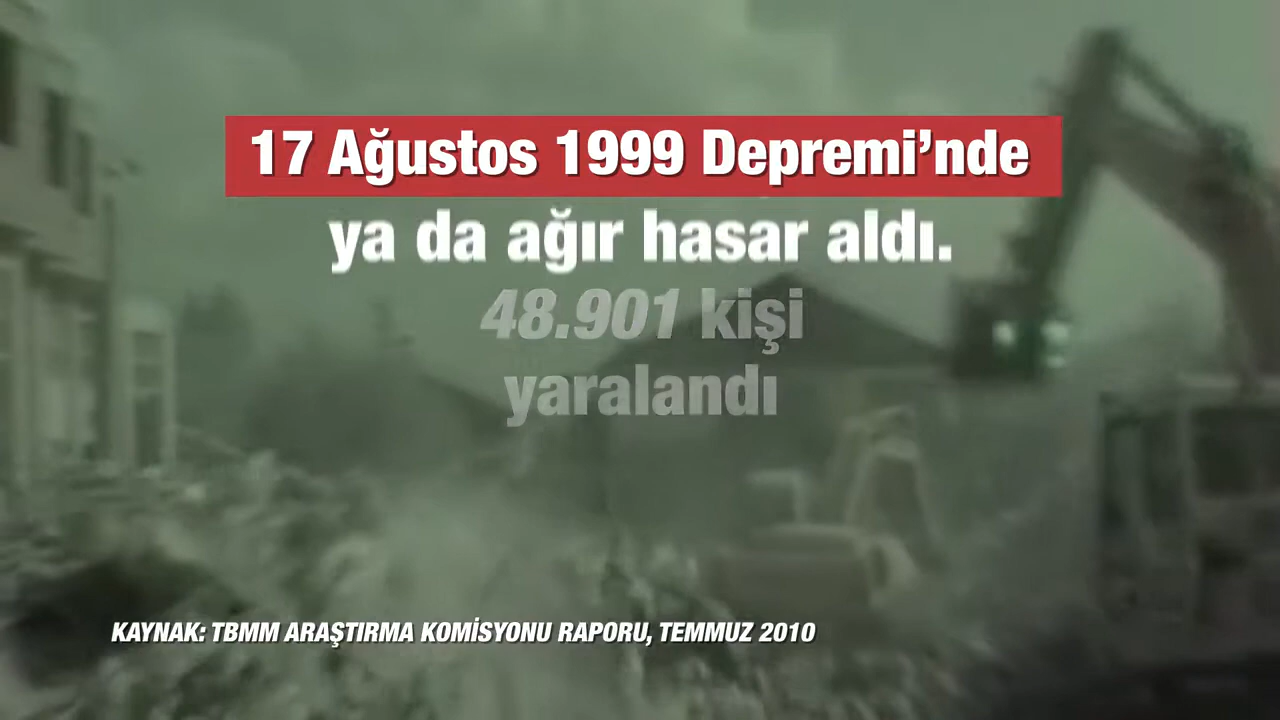 17 Ağustos 1999 Depremi’nde
ya da ağır hasar aldı.
48.901 kişi
yaralandı
KAYNAK: TBMM ARAŞTIRMA KOMİSYONU RAPORU, TEMMUZ 2010